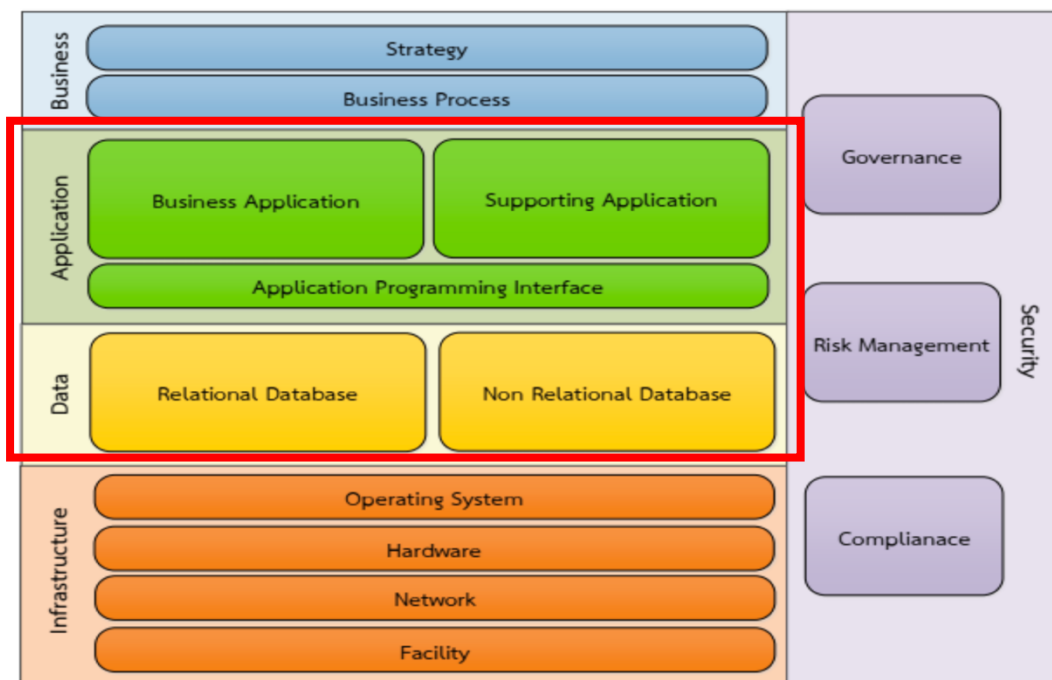 Business
Strategy
Business Process
Application
Business Application
Supporting Application
Application Programming Interface
Data
Relational Database
Non Relational Database
Infrastructure
Operating System
Hardware
Network
Facility
Governance
Risk Management
Complianace
Security